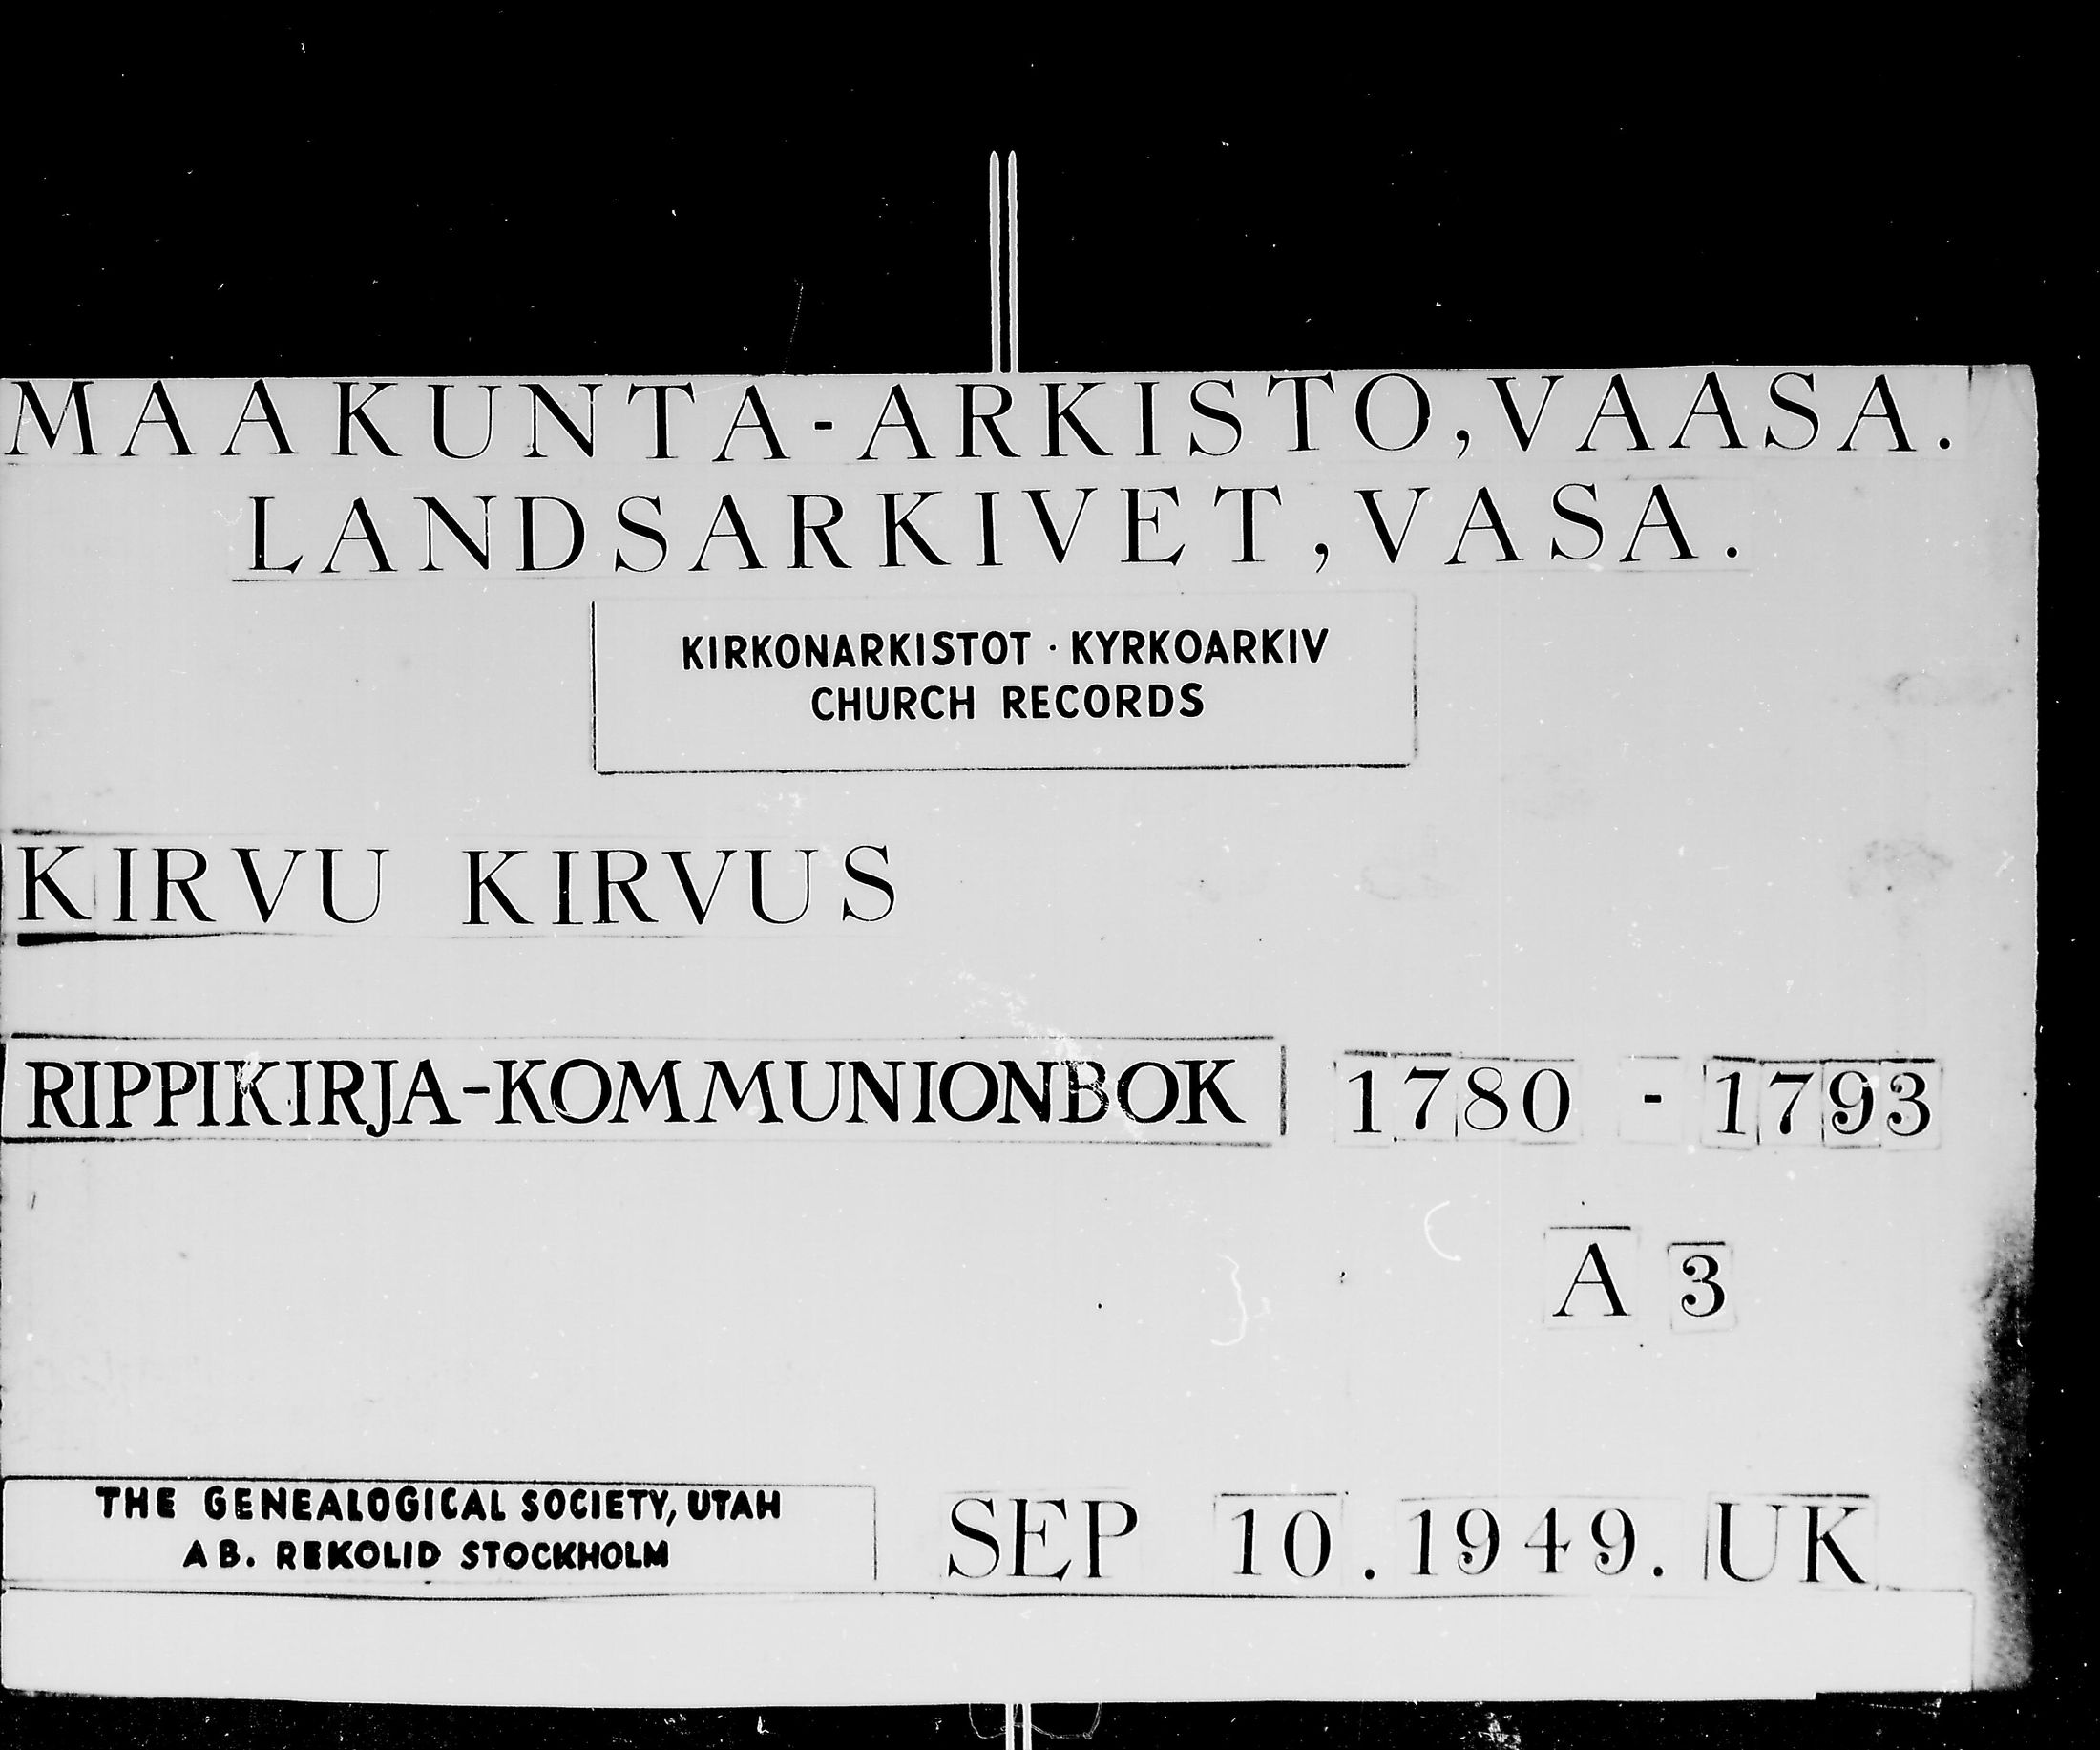 MAAKUNTA-ARKISTO, VAASA.
LANDSARKIVET, VASA.
KIRKONARKISTOT · KYRKOARKIV
CHURCH RECORDS
KIRVU KIRVUS
RIPPIKIRJA-KOMMUNIONBOK 1780 - 1793
A 3
THE GENEALOGICAL SOCIETY, UTAH
AB. REKOLID STOCKHOLM
SEP 10. 1949. UK